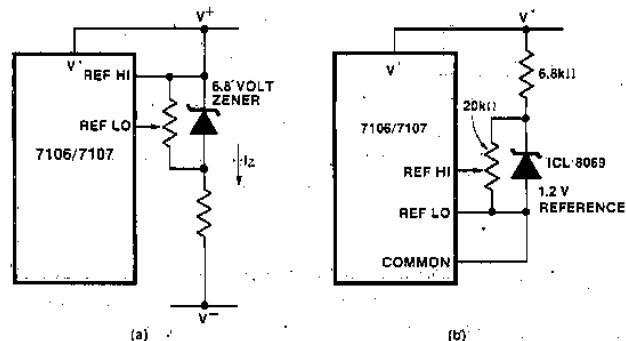 V+
V+
REF HI
6.8 VOLT
ZENER
REF LO
7106/7107
IZ
V−
(a)
V+
V+
6.8kΩ
20kΩ
7106/7107
ICL 8069
REF HI
1.2 V
REFERENCE
REF LO
COMMON
(b)